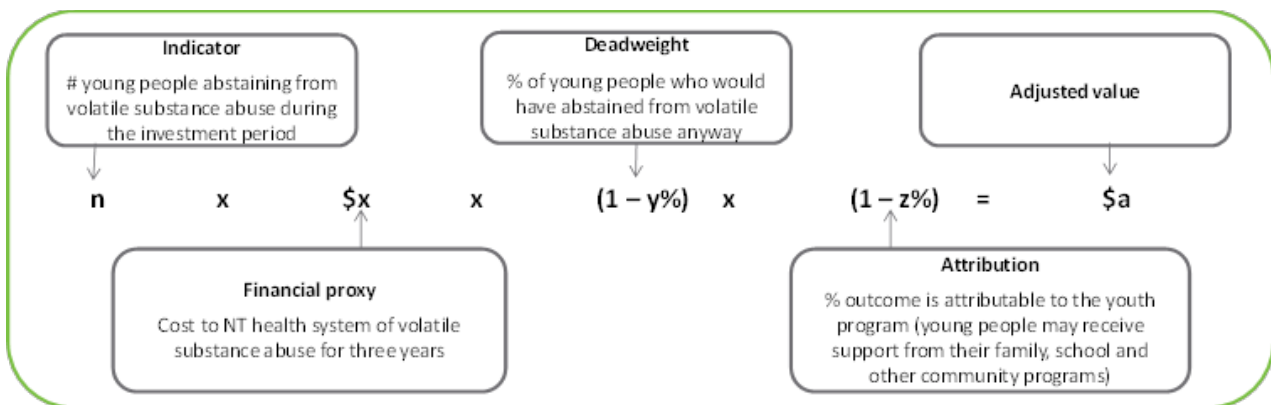 Indicator
# young people abstaining from
volatile substance abuse during
the investment period
Deadweight
% of young people who would
have abstained from volatile
substance abuse anyway
Adjusted value
n x $x x (1 – y%) x (1 – z%) = $a
Financial proxy
Cost to NT health system of volatile
substance abuse for three years
Attribution
% outcome is attributable to the youth
program (young people may receive
support from their family, school and
other community programs)